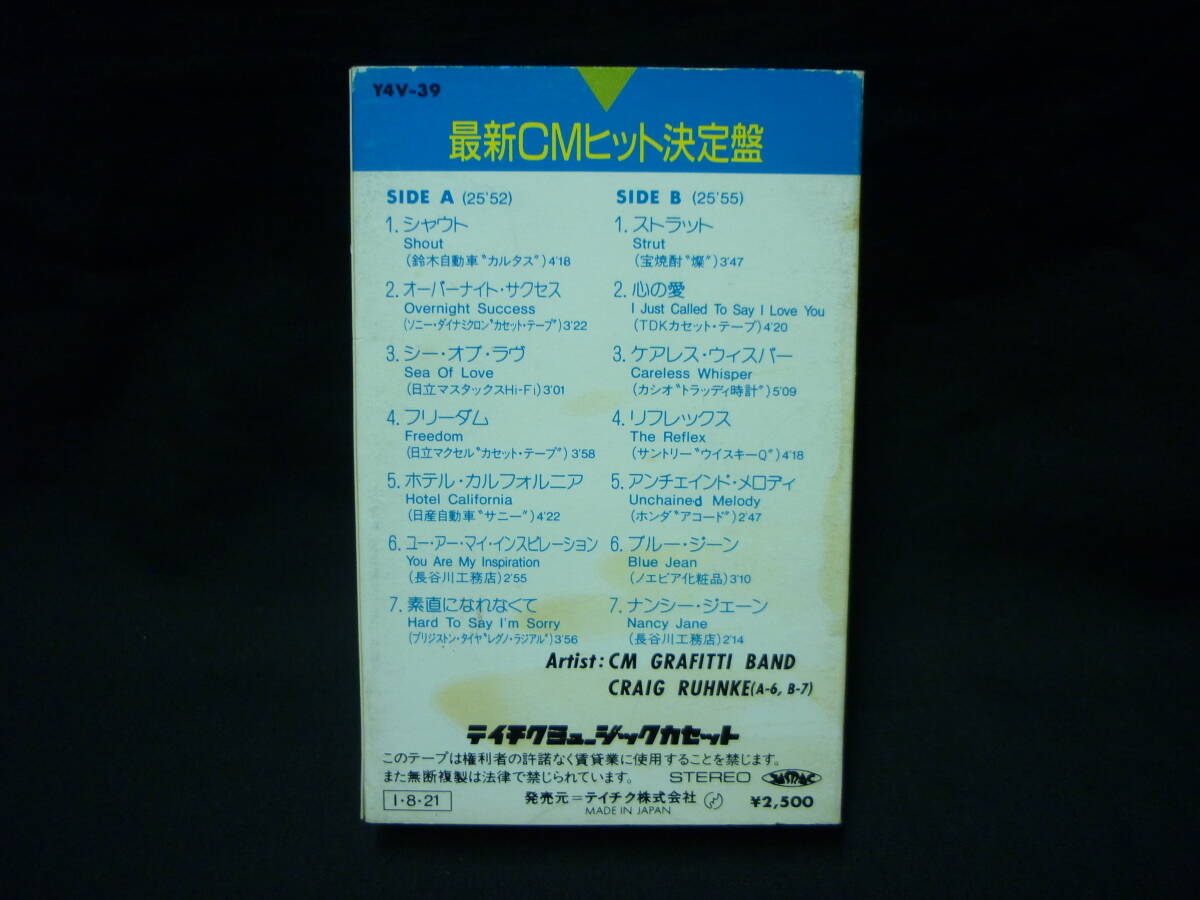 Y4V-39
最新CMヒット決定盤
SIDE A (25'52)
1. シャウト
Shout
(鈴木自動車“カルタス”)4'18
2. オーバーナイト・サクセス
Overnight Success
(ソニー・ダイナミクロン“カセット・テープ”)3'22
3. シー・オブ・ラヴ
Sea Of Love
(日立マスタックスHi-Fi)3'01
4. フリーダム
Freedom
(日立マクセル“カセット・テープ”)3'58
5. ホテル・カルフォルニア
Hotel California
(日産自動車“サニー”)4'22
6. ユー・アー・マイ・インスピレーション
You Are My Inspiration
(長谷川工務店)2'55
7. 素直になれなくて
Hard To Say I'm Sorry
(ブリジストン・タイヤ“レグノ・ラジアル”)3'56
SIDE B (25'55)
1. ストラット
Strut
(宝焼酎“燦”)3'47
2. 心の愛
I Just Called To Say I Love You
(TDKカセット・テープ)4'20
3. ケアレス・ウィスパー
Careless Whisper
(カシオ“トラッディ時計”)5'09
4. リフレックス
The Reflex
(サントリー“ウイスキーQ”)4'18
5. アンチェインド・メロディ
Unchained Melody
(ホンダ“アコード”)2'47
6. ブルー・ジーン
Blue Jean
(ノエビア化粧品)3'10
7. ナンシー・ジェーン
Nancy Jane
(長谷川工務店)2'14
Artist: CM GRAFITTI BAND
CRAIG RUHNKE(A-6, B-7)
テイチクミュージックカセット
このテープは権利者の許諾なく賃貸業に使用することを禁じます。
また無断複製は法律で禁じられています。 STEREO JASRAC
I・8・21 発売元=テイチク株式会社 ¥2,500
MADE IN JAPAN